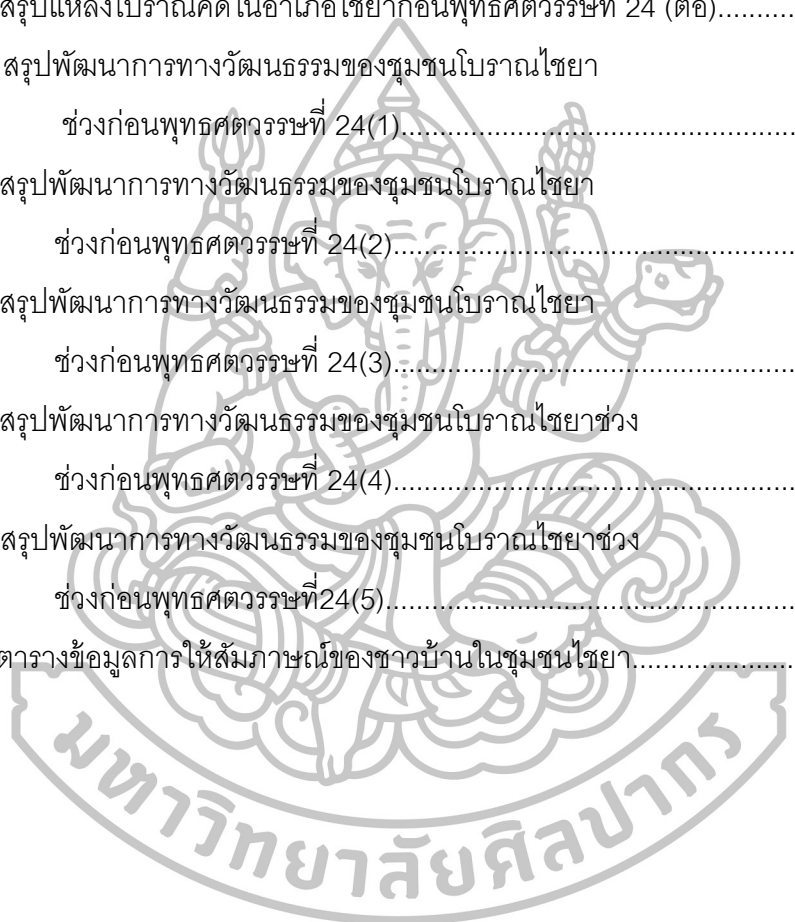 สรุปแหล่งโบราณคดีในอำเภอไชยาก่อนพุทธศตวรรษที่ 24 (ต่อ)..........
สรุปพัฒนาการทางวัฒนธรรมของชุมชนโบราณไชยา
ช่วงก่อนพุทธศตวรรษที่ 24(1)..................................................
สรุปพัฒนาการทางวัฒนธรรมของชุมชนโบราณไชยา
ช่วงก่อนพุทธศตวรรษที่ 24(2)..................................................
สรุปพัฒนาการทางวัฒนธรรมของชุมชนโบราณไชยา
ช่วงก่อนพุทธศตวรรษที่ 24(3)..................................................
สรุปพัฒนาการทางวัฒนธรรมของชุมชนโบราณไชยาช่วง
ช่วงก่อนพุทธศตวรรษที่ 24(4)..................................................
สรุปพัฒนาการทางวัฒนธรรมของชุมชนโบราณไชยาช่วง
ช่วงก่อนพุทธศตวรรษที่24(5)...................................................
ตารางข้อมูลการให้สัมภาษณ์ของชาวบ้านในชุมชนไชยา.....................
มหาวิทยาลัยศิลปากร